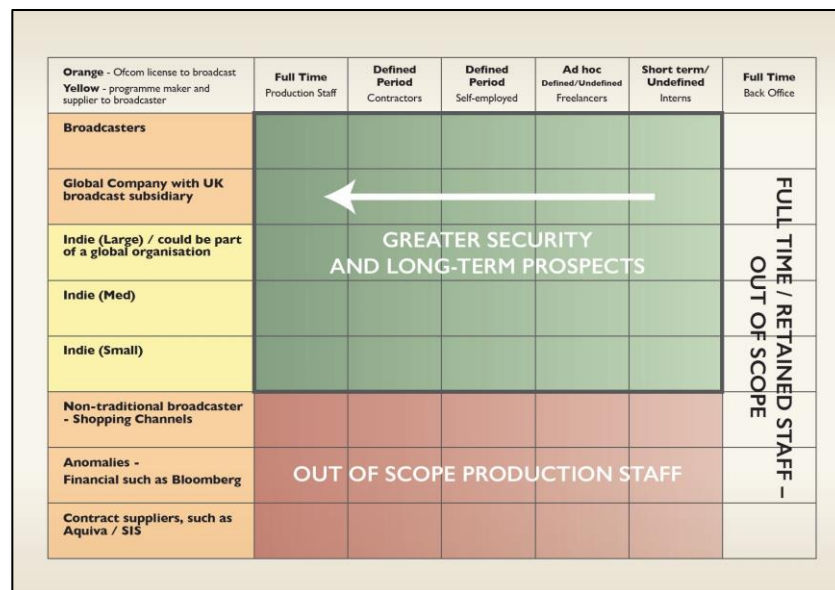 Orange - Ofcom license to broadcast
Yellow - programme maker and
supplier to broadcaster
Full Time
Production Staff
Defined
Period
Contractors
Defined
Period
Self-employed
Ad hoc
Defined/Undefined
Freelancers
Short term/
Undefined
Interns
Full Time
Back Office
Broadcasters
Global Company with UK
broadcast subsidiary
Indie (Large) / could be part
of a global organisation
Indie (Med)
Indie (Small)
Non-traditional broadcaster
- Shopping Channels
Anomalies -
Financial such as Bloomberg
Contract suppliers, such as
Aquiva / SIS
GREATER SECURITY
AND LONG-TERM PROSPECTS
OUT OF SCOPE PRODUCTION STAFF
FULL TIME / RETAINED STAFF –
OUT OF SCOPE